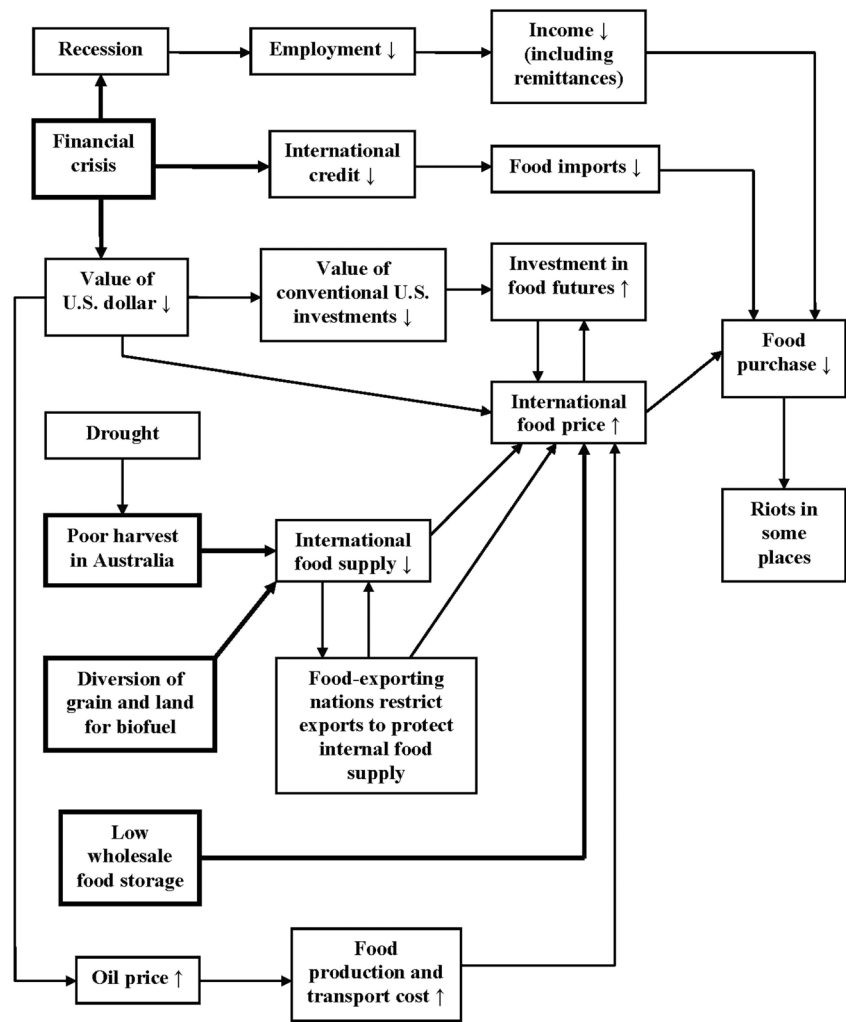 Recession
Employment ↓
Income ↓
(including
remittances)
Financial
crisis
International
credit ↓
Food imports ↓
Value of
U.S. dollar ↓
Value of
conventional U.S.
investments ↓
Investment in
food futures ↑
Food
purchase ↓
International
food price ↑
Drought
Poor harvest
in Australia
International
food supply ↓
Riots in
some
places
Diversion of
grain and land
for biofuel
Food-exporting
nations restrict
exports to protect
internal food
supply
Low
wholesale
food storage
Oil price ↑
Food
production and
transport cost ↑